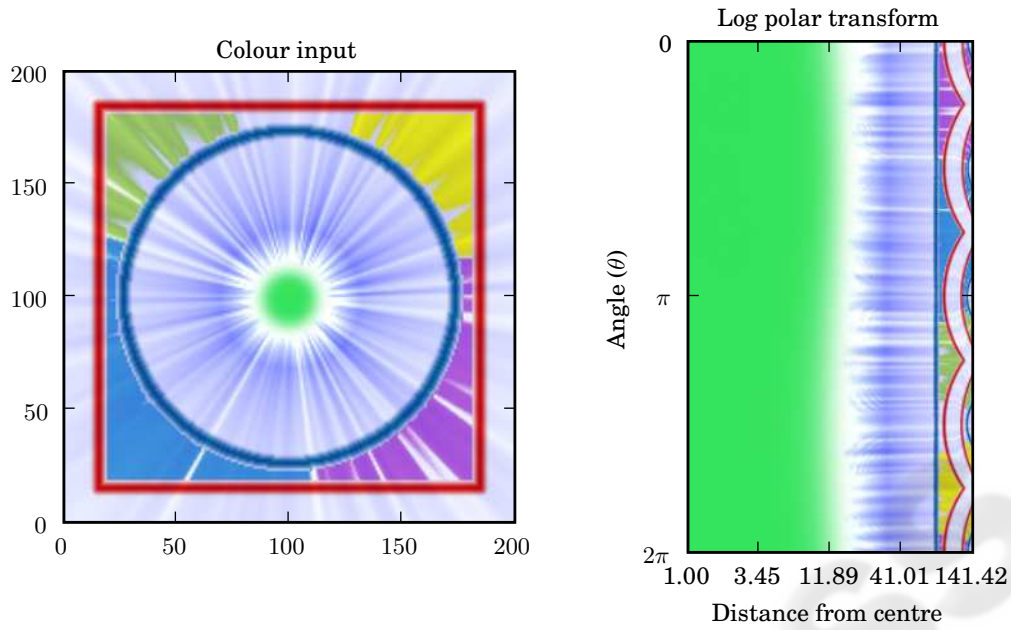 Colour input
200
150
100
50
0
0 50 100 150 200
Log polar transform
0
π
2π
Angle (θ)
1.00 3.45 11.89 41.01 141.42
Distance from centre